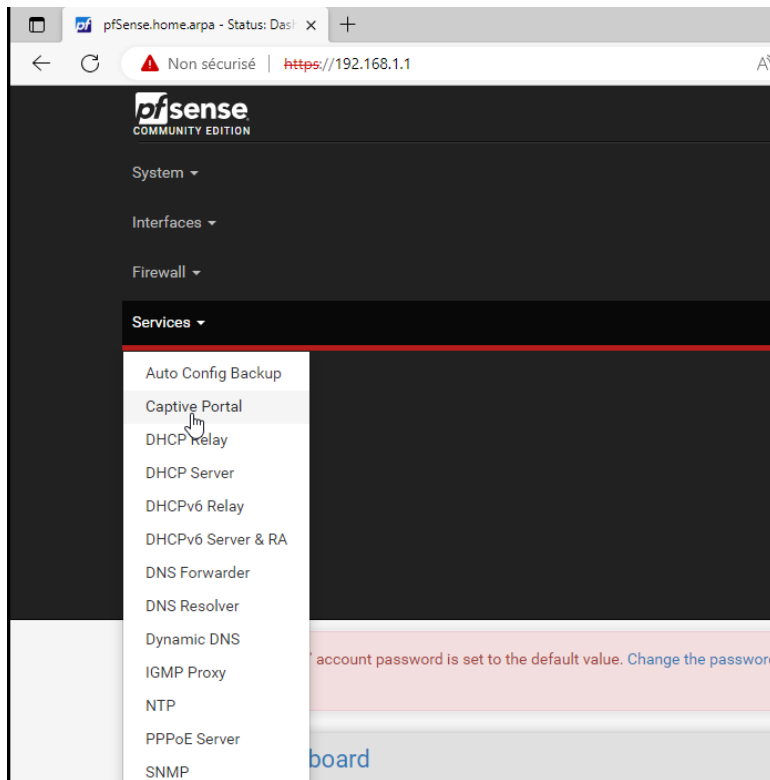 pfSense.home.arpa - Status: Das
Non sécurisé | https://192.168.1.1
pfsense
COMMUNITY EDITION
System
Interfaces
Firewall
Services
Auto Config Backup
Captive Portal
DHCP Relay
DHCP Server
DHCPv6 Relay
DHCPv6 Server & RA
DNS Forwarder
DNS Resolver
Dynamic DNS
' account password is set to the default value. Change the passwor
IGMP Proxy
NTP
PPPoE Server
board
SNMP